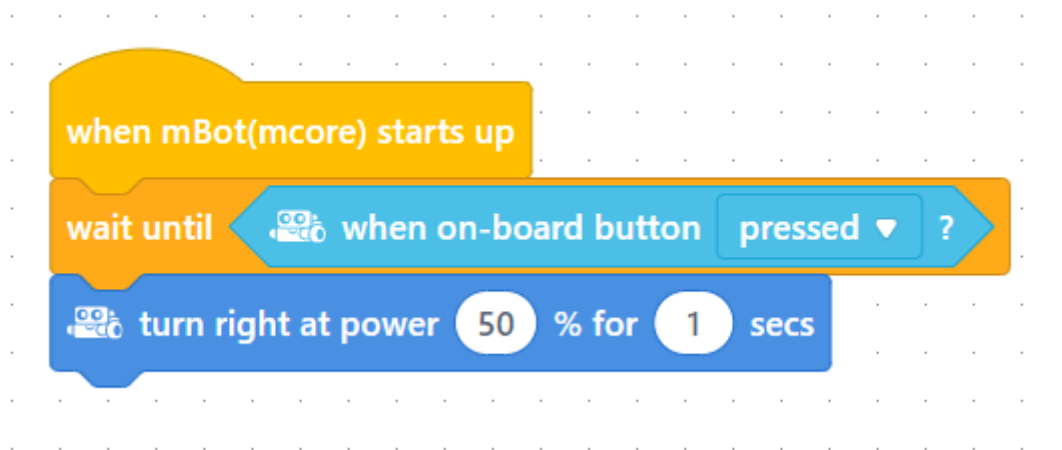 when mBot(mcore) starts up
wait until when on-board button pressed ?
turn right at power 50 % for 1 secs